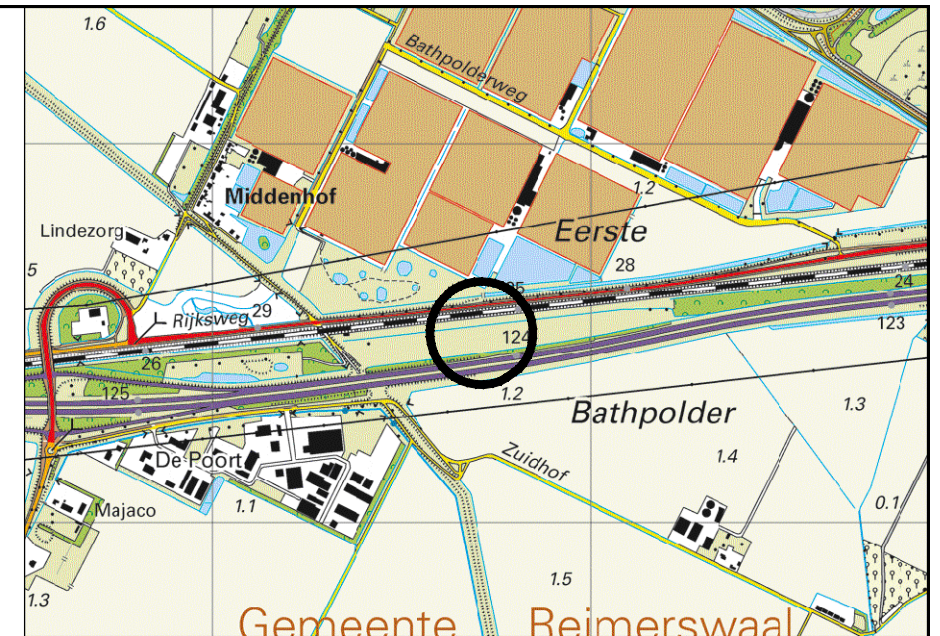 1.6
Bathpolderweg
1.2
Middenhof
Lindezorg
Eerste
5
28
24
Rijksweg
29
25
123
124
26
125
1.2
Bathpolder
1.3
Zuidhof
1.4
De Poort
1.1
Majaco
0.1
1.5
1.3
Gemeente Reimerswaal